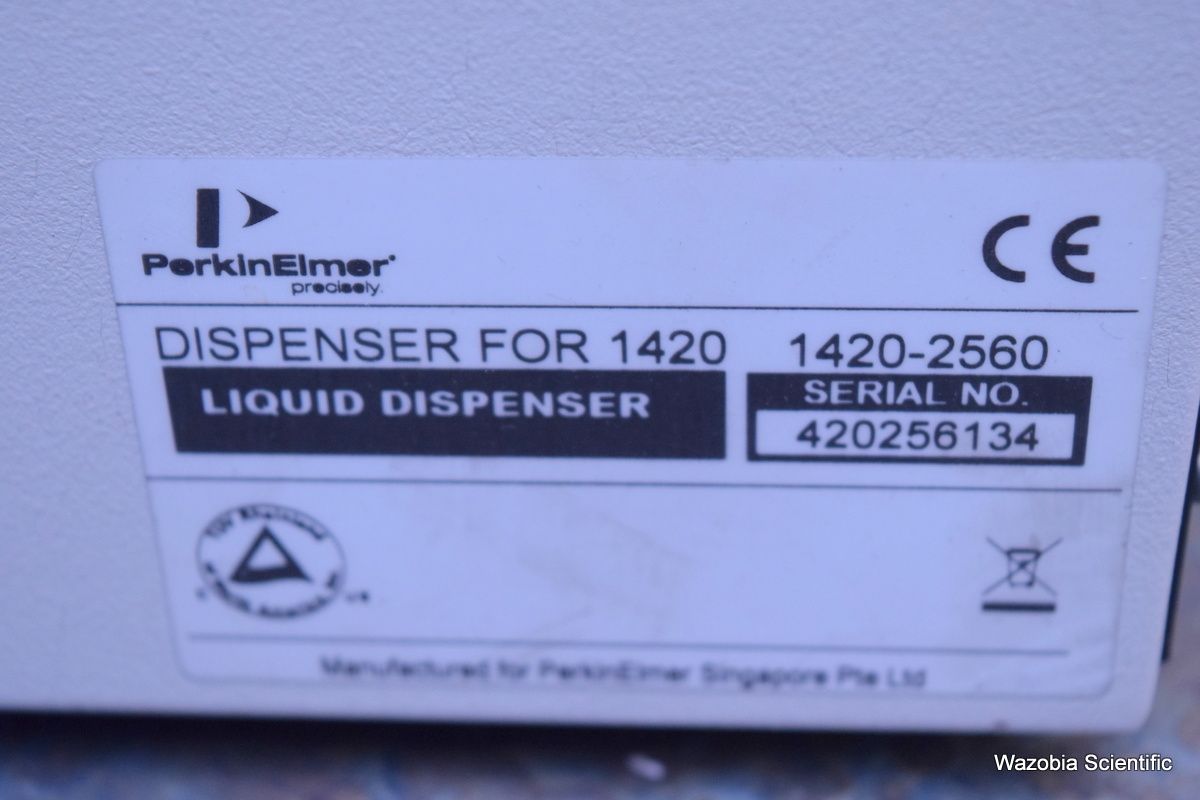 PerkinElmer
precisely.
CE
DISPENSER FOR 1420 1420-2560
LIQUID DISPENSER
SERIAL NO.
420256134
Manufactured for PerkinElmer Singapore Pte Ltd
Wazobia Scientific